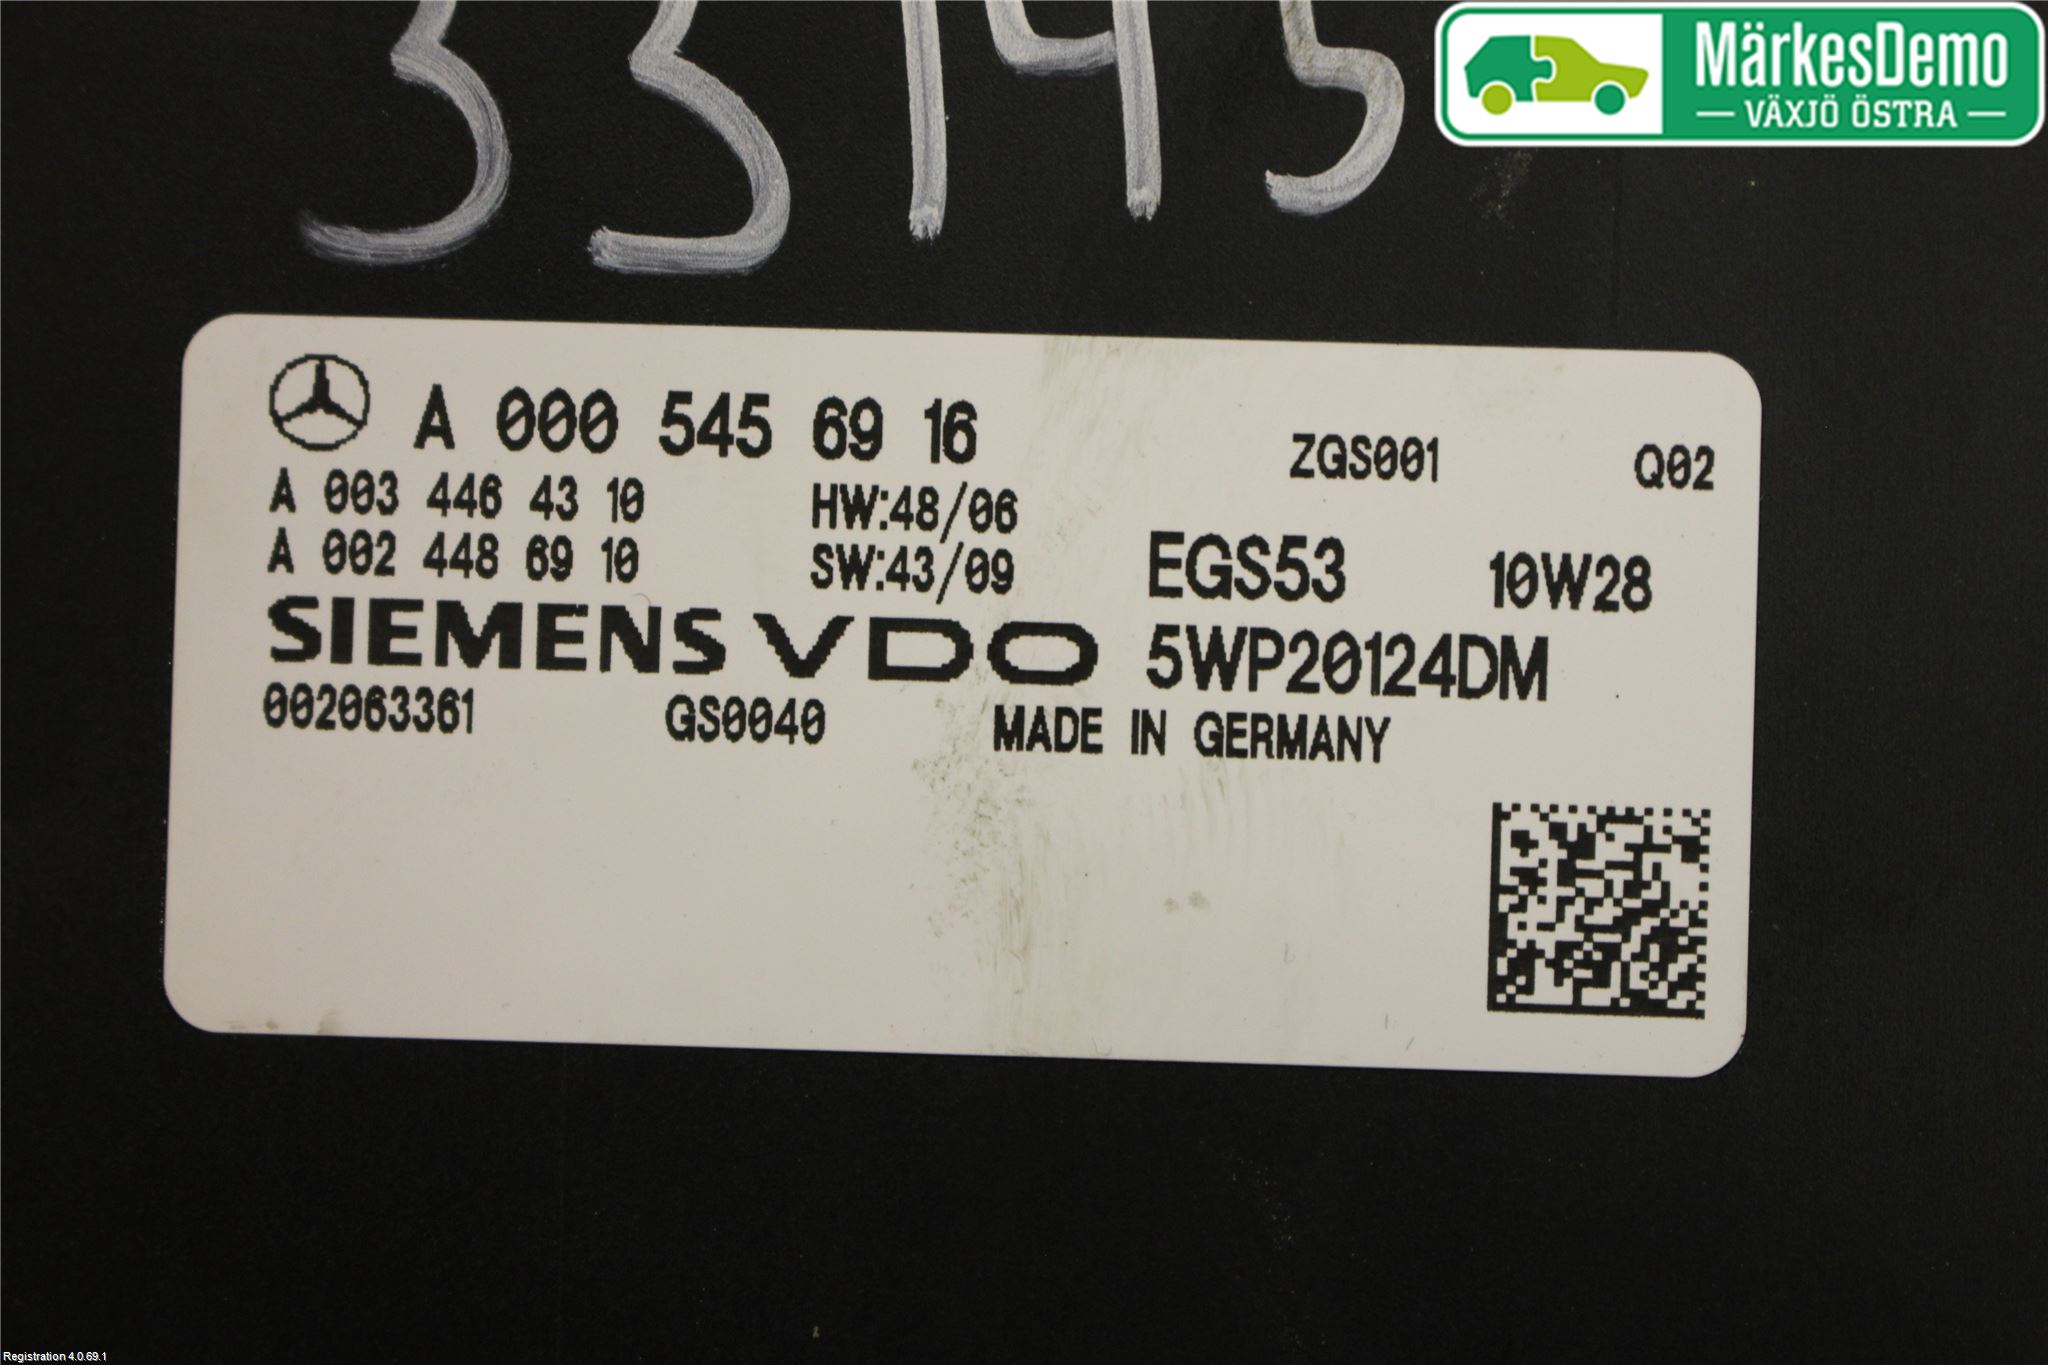 33145
MärkesDemo
VÄXJÖ ÖSTRA
A 000 545 69 16
ZGS001 Q02
A 003 446 43 10 HW:48/06
A 002 448 69 10 SW:43/09
EGS53 10W28
SIEMENS VDO 5WP20124DM
002063361 GS0040 MADE IN GERMANY
Registration 4.0.69.1